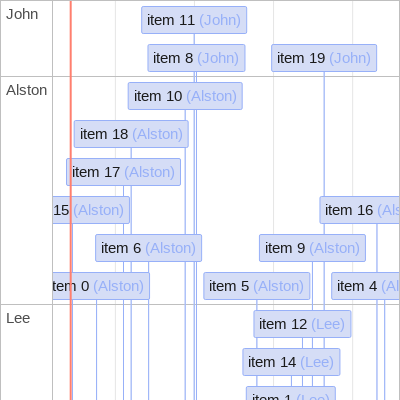 John
item 11 (John)
item 8 (John)
item 19 (John)
Alston
item 10 (Alston)
item 18 (Alston)
item 17 (Alston)
15 (Alston)
item 16 (Als
item 6 (Alston)
item 9 (Alston)
tem 0 (Alston)
item 5 (Alston)
item 4 (Al
Lee
item 12 (Lee)
item 14 (Lee)
item 1 (Lee)